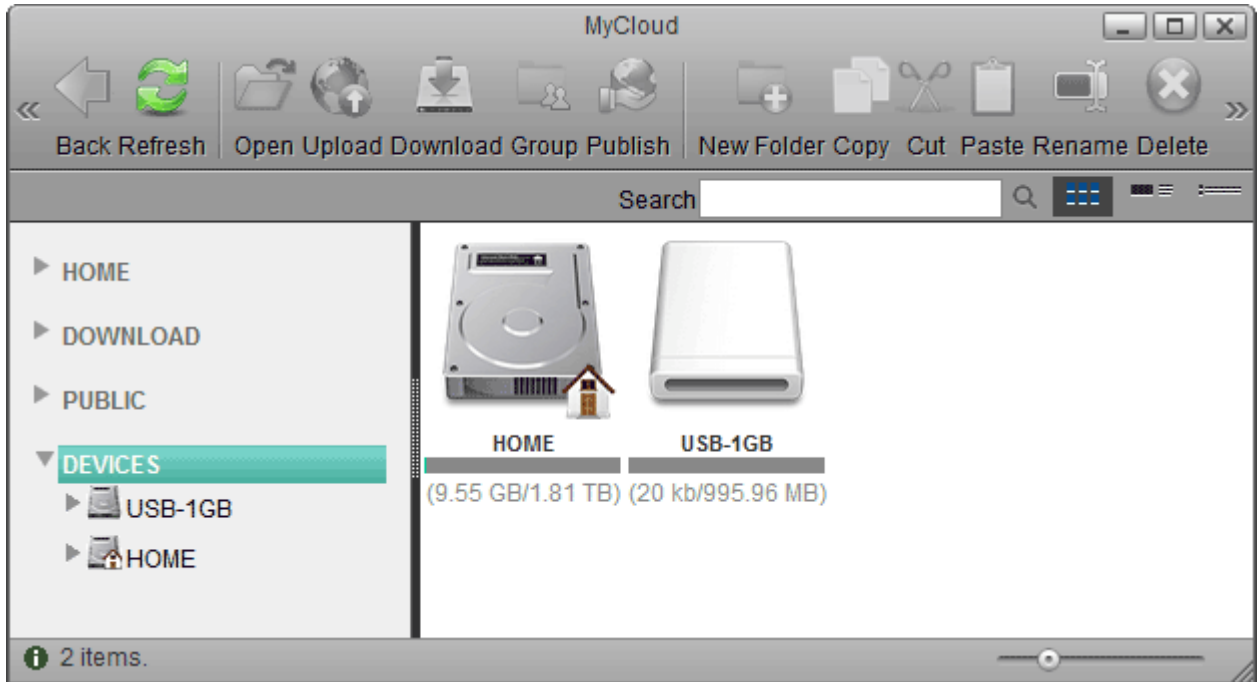 MyCloud
Back Refresh Open Upload Download Group Publish New Folder Copy Cut Paste Rename Delete
Search
HOME
DOWNLOAD
PUBLIC
DEVICES
USB-1GB
HOME
HOME USB-1GB
(9.55 GB/1.81 TB) (20 kb/995.96 MB)
2 items.